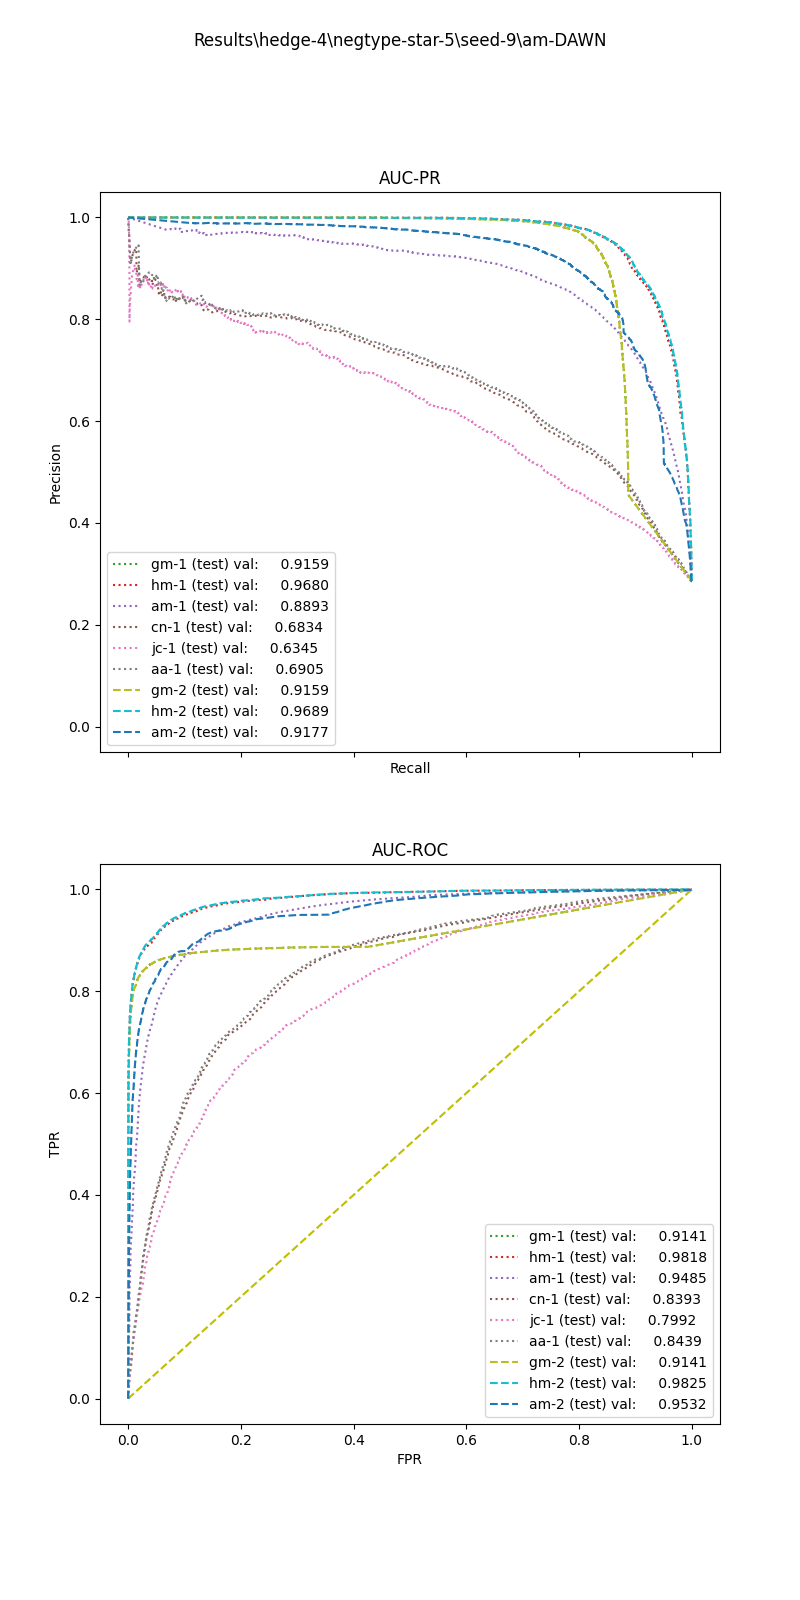 Results\hedge-4\negtype-star-5\seed-9\am-DAWN
AUC-PR
1.0
0.8
0.6
0.4
0.2
0.0
Precision
gm-1 (test) val: 0.9159
hm-1 (test) val: 0.9680
am-1 (test) val: 0.8893
cn-1 (test) val: 0.6834
jc-1 (test) val: 0.6345
aa-1 (test) val: 0.6905
gm-2 (test) val: 0.9159
hm-2 (test) val: 0.9689
am-2 (test) val: 0.9177
Recall
AUC-ROC
1.0
0.8
0.6
0.4
0.2
0.0
TPR
gm-1 (test) val: 0.9141
hm-1 (test) val: 0.9818
am-1 (test) val: 0.9485
cn-1 (test) val: 0.8393
jc-1 (test) val: 0.7992
aa-1 (test) val: 0.8439
gm-2 (test) val: 0.9141
hm-2 (test) val: 0.9825
am-2 (test) val: 0.9532
0.0 0.2 0.4 0.6 0.8 1.0
FPR